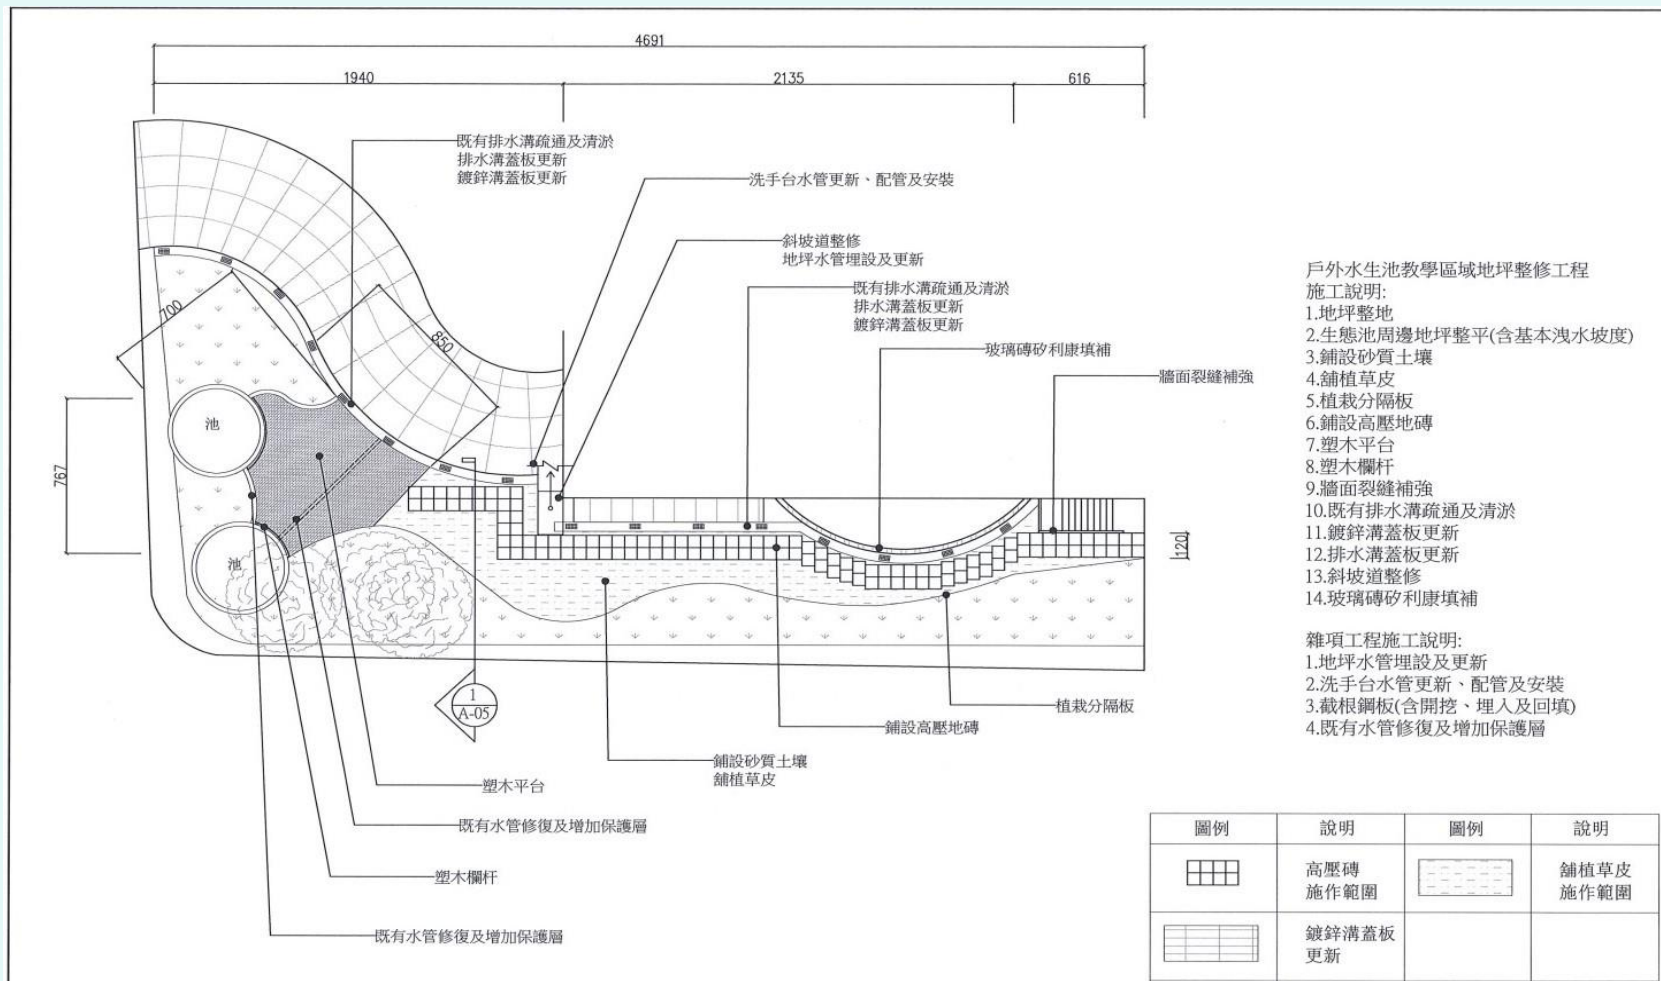 4691
1940
2135
616
既有排水溝疏通及清淤
排水溝蓋板更新
鍍鋅溝蓋板更新
洗手台水管更新、配管及安裝
斜坡道整修
地坪水管埋設及更新
既有排水溝疏通及清淤
排水溝蓋板更新
鍍鋅溝蓋板更新
玻璃磚矽利康填補
牆面裂縫補強
700
850
767
池
池
120
1
A-05
植栽分隔板
鋪設高壓地磚
鋪設砂質土壤
舖植草皮
塑木平台
既有水管修復及增加保護層
塑木欄杆
既有水管修復及增加保護層
戶外水生池教學區域地坪整修工程
施工說明:
1.地坪整地
2.生態池周邊地坪整平(含基本洩水坡度)
3.鋪設砂質土壤
4.舖植草皮
5.植栽分隔板
6.鋪設高壓地磚
7.塑木平台
8.塑木欄杆
9.牆面裂縫補強
10.既有排水溝疏通及清淤
11.鍍鋅溝蓋板更新
12.排水溝蓋板更新
13.斜坡道整修
14.玻璃磚矽利康填補
雜項工程施工說明:
1.地坪水管埋設及更新
2.洗手台水管更新、配管及安裝
3.截根鋼板(含開挖、埋入及回填)
4.既有水管修復及增加保護層
圖例 說明 圖例 說明
高壓磚
施作範圍
舖植草皮
施作範圍
鍍鋅溝蓋板
更新